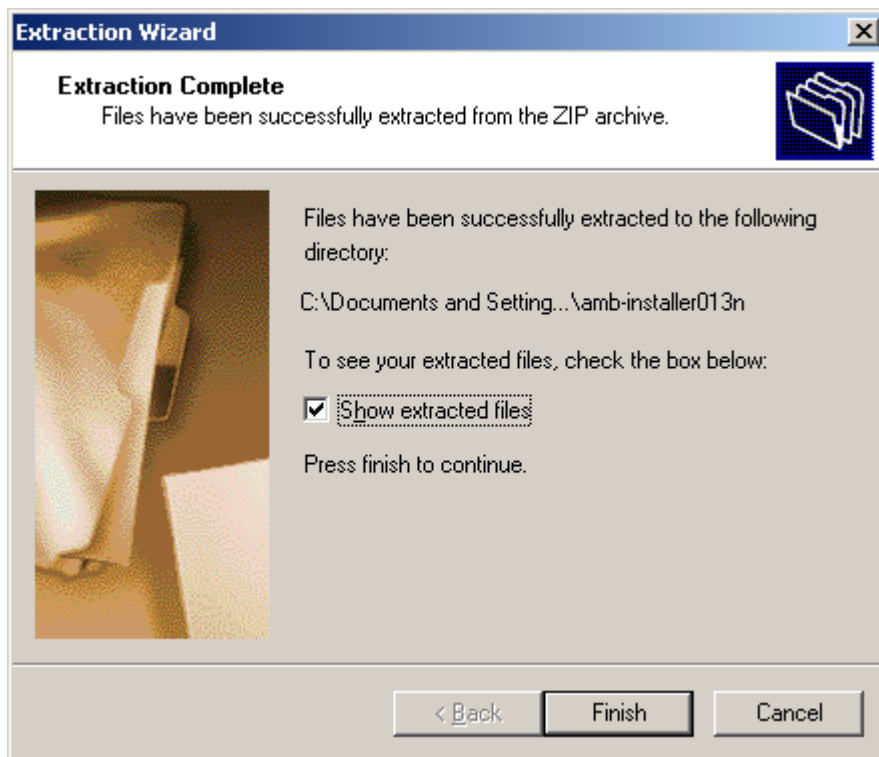 Extraction Wizard
Extraction Complete
Files have been successfully extracted from the ZIP archive.
Files have been successfully extracted to the following
directory:
C:\Documents and Setting...\amb-installer013n
To see your extracted files, check the box below:
Show extracted files
Press finish to continue.
< Back Finish Cancel